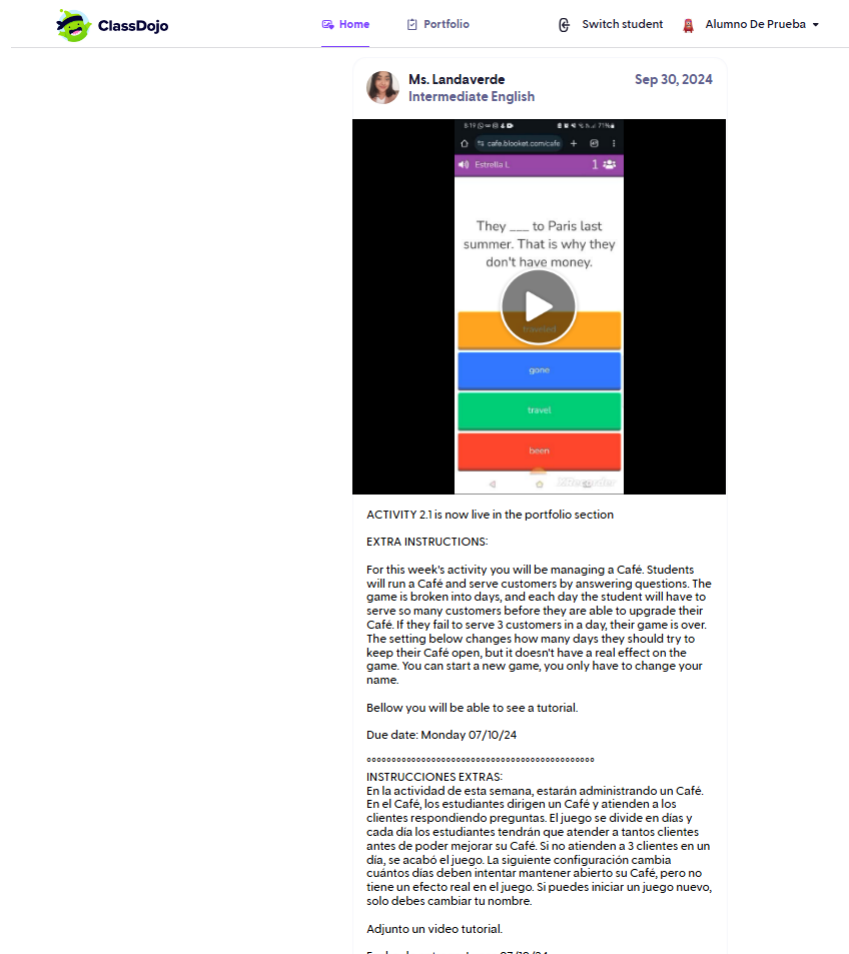 ClassDojo
Home
Portfolio
Switch student
Alumno De Prueba
Ms. Landaverde
Sep 30, 2024
Intermediate English
5:19
71%
cafe.blooket.com/cafe
Estrella L
1
They ___ to Paris last
summer. That is why they
don't have money.
traveled
gone
travel
been
ACTIVITY 2.1 is now live in the portfolio section
EXTRA INSTRUCTIONS:
For this week's activity you will be managing a Café. Students
will run a Café and serve customers by answering questions. The
game is broken into days, and each day the student will have to
serve so many customers before they are able to upgrade their
Café. If they fail to serve 3 customers in a day, their game is over.
The setting below changes how many days they should try to
keep their Café open, but it doesn't have a real effect on the
game. You can start a new game, you only have to change your
name.
Bellow you will be able to see a tutorial.
Due date: Monday 07/10/24
°°°°°°°°°°°°°°°°°°°°°°°°°°°°°°°°°°°°°°°°°°°°°°
INSTRUCCIONES EXTRAS:
En la actividad de esta semana, estarán administrando un Café.
En el Café, los estudiantes dirigen un Café y atienden a los
clientes respondiendo preguntas. El juego se divide en días y
cada día los estudiantes tendrán que atender a tantos clientes
antes de poder mejorar su Café. Si no atienden a 3 clientes en un
día, se acabó el juego. La siguiente configuración cambia
cuántos días deben intentar mantener abierto su Café, pero no
tiene un efecto real en el juego. Si puedes iniciar un juego nuevo,
solo debes cambiar tu nombre.
Adjunto un video tutorial.